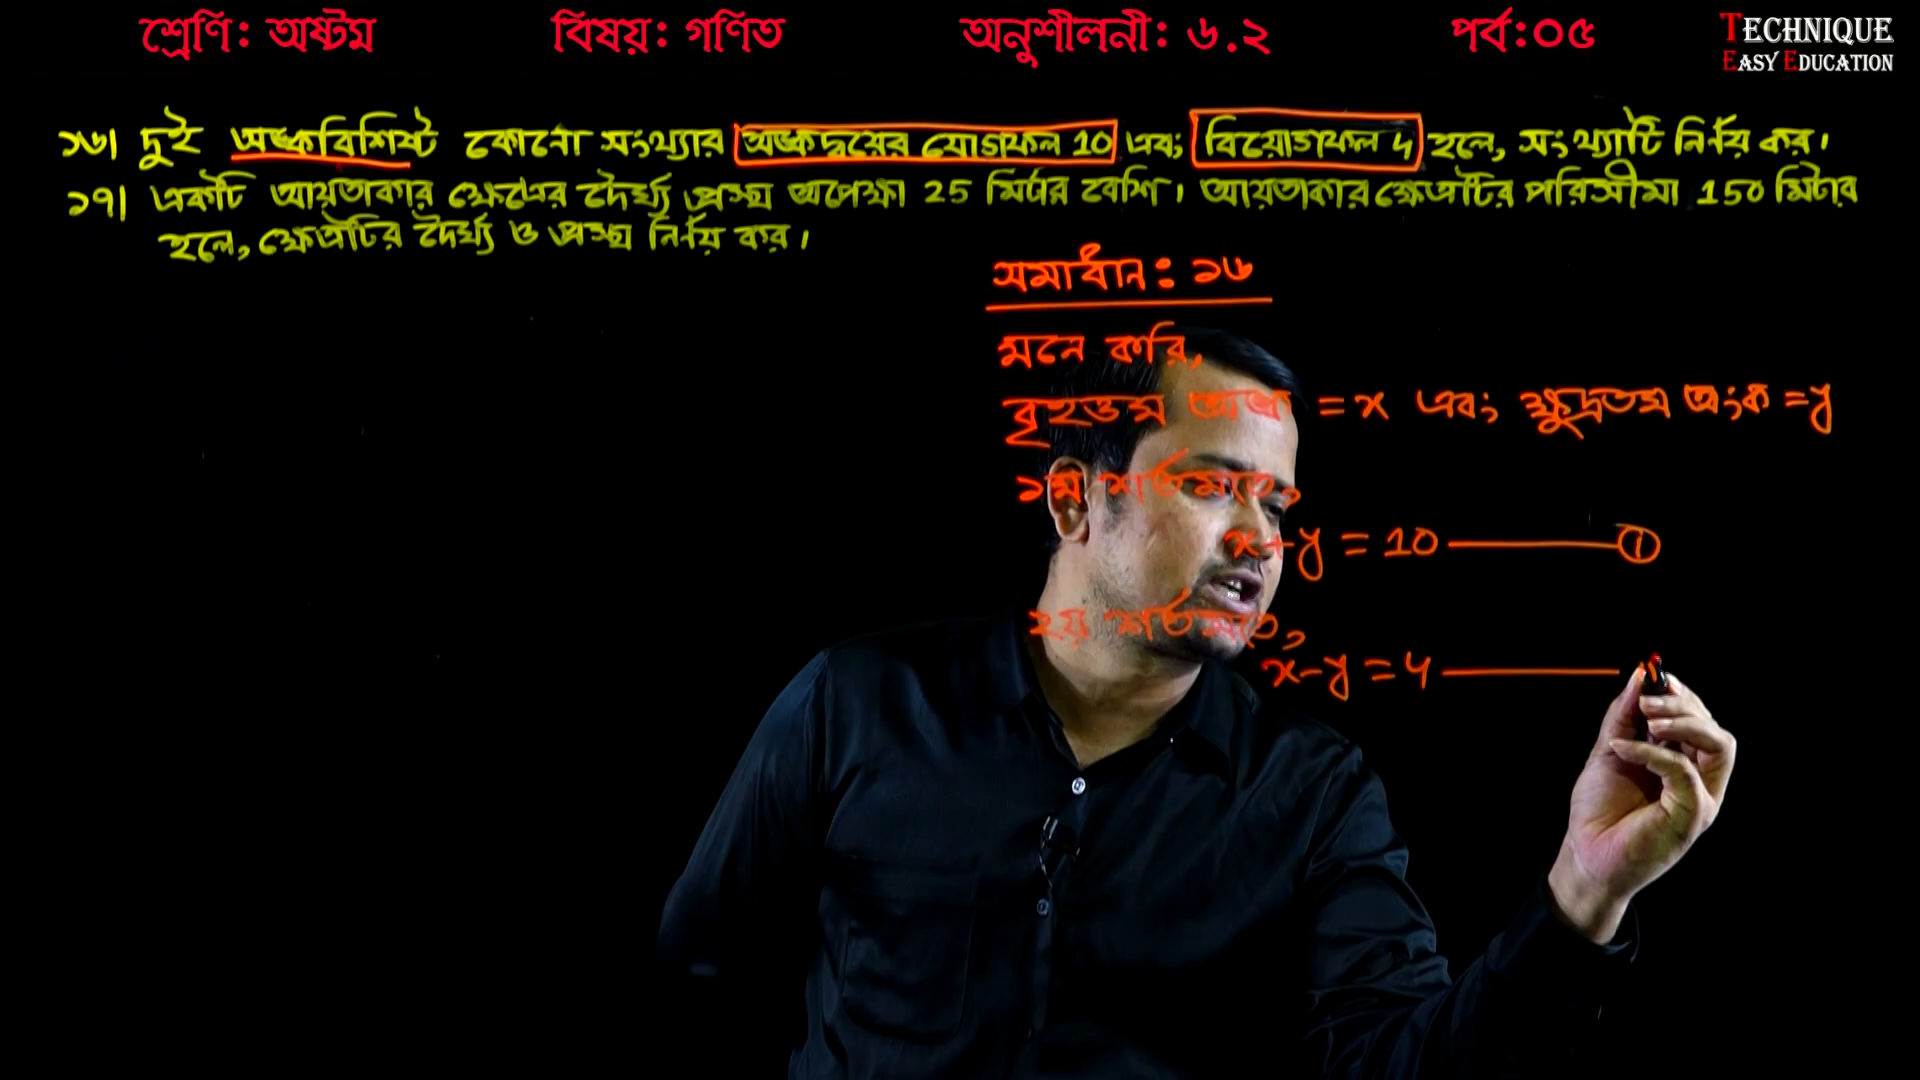 শ্রেণি: অষ্টম বিষয়: গণিত অনুশীলনী: ৬.২ পর্ব:০৫
TECHNIQUE
EASY EDUCATION
১৬। দুই অঙ্কবিশিষ্ট কোনো সংখ্যার অঙ্কদ্বয়ের যোগফল 10 এবং বিয়োগফল 4 হলে, সংখ্যাটি নির্ণয় কর।
১৭। একটি আয়তাকার ক্ষেত্রের দৈর্ঘ্য প্রস্থ অপেক্ষা 25 মিটার বেশি। আয়তাকার ক্ষেত্রটির পরিসীমা 150 মিটার
হলে, ক্ষেত্রটির দৈর্ঘ্য ও প্রস্থ নির্ণয় কর।
সমাধান: ১৬
মনে করি,
বৃহত্তম অঙ্ক = x এবং ক্ষুদ্রতম অংক = y
১ম শর্তমতে,
x+y = 10 ——— ①
২য় শর্তমতে,
x-y = 4 ———